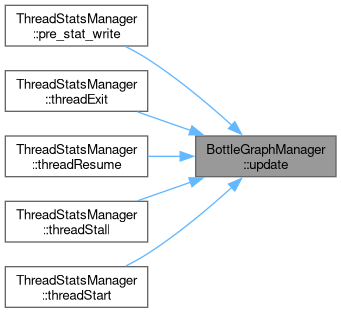 ThreadStatsManager
::pre_stat_write
ThreadStatsManager
::threadExit
ThreadStatsManager
::threadResume
BottleGraphManager
::update
ThreadStatsManager
::threadStall
ThreadStatsManager
::threadStart